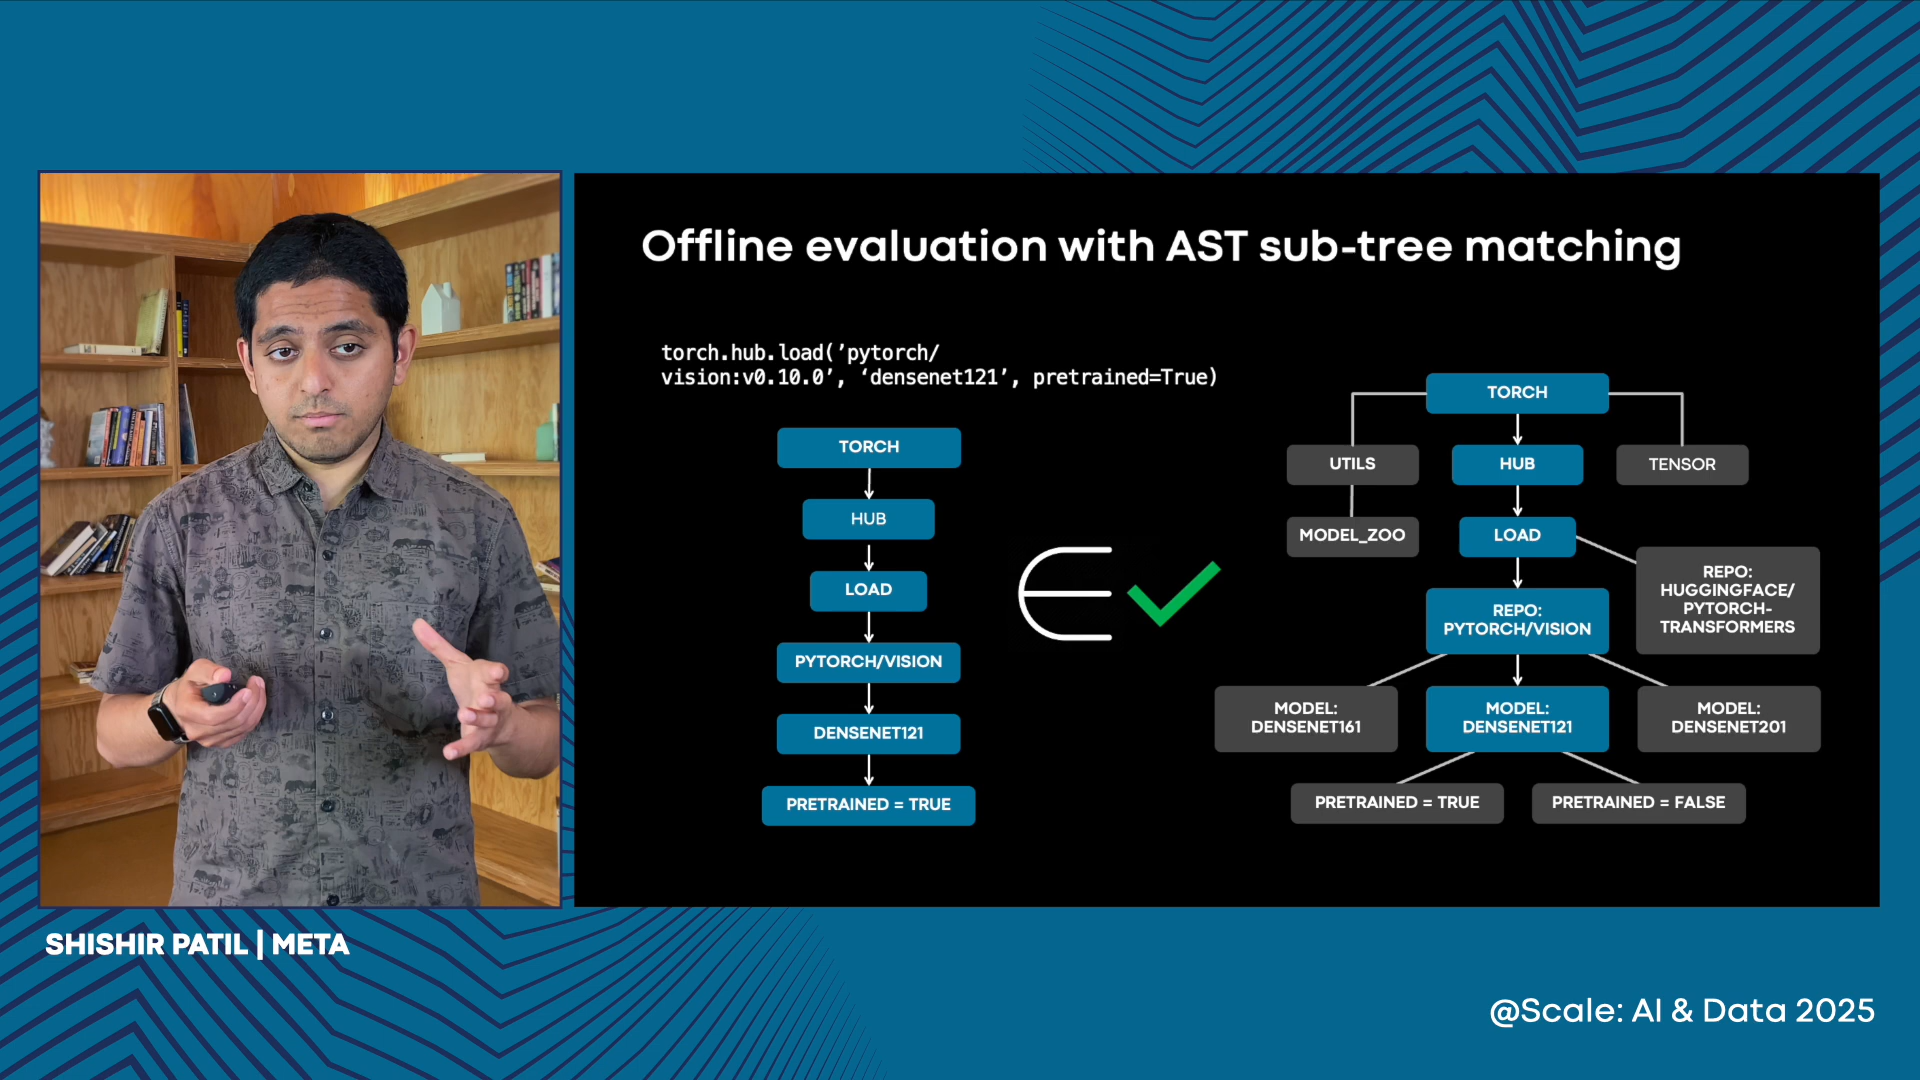 Offline evaluation with AST sub-tree matching
torch.hub.load(’pytorch/
vision:v0.10.0’, ‘densenet121’, pretrained=True)
TORCH
HUB
LOAD
PYTORCH/VISION
DENSENET121
PRETRAINED = TRUE
∈
TORCH
UTILS
HUB
TENSOR
MODEL_ZOO
LOAD
REPO:
HUGGINGFACE/
PYTORCH-
TRANSFORMERS
REPO:
PYTORCH/VISION
MODEL:
DENSENET161
MODEL:
DENSENET121
MODEL:
DENSENET201
PRETRAINED = TRUE
PRETRAINED = FALSE
SHISHIR PATIL | META
@Scale: AI & Data 2025